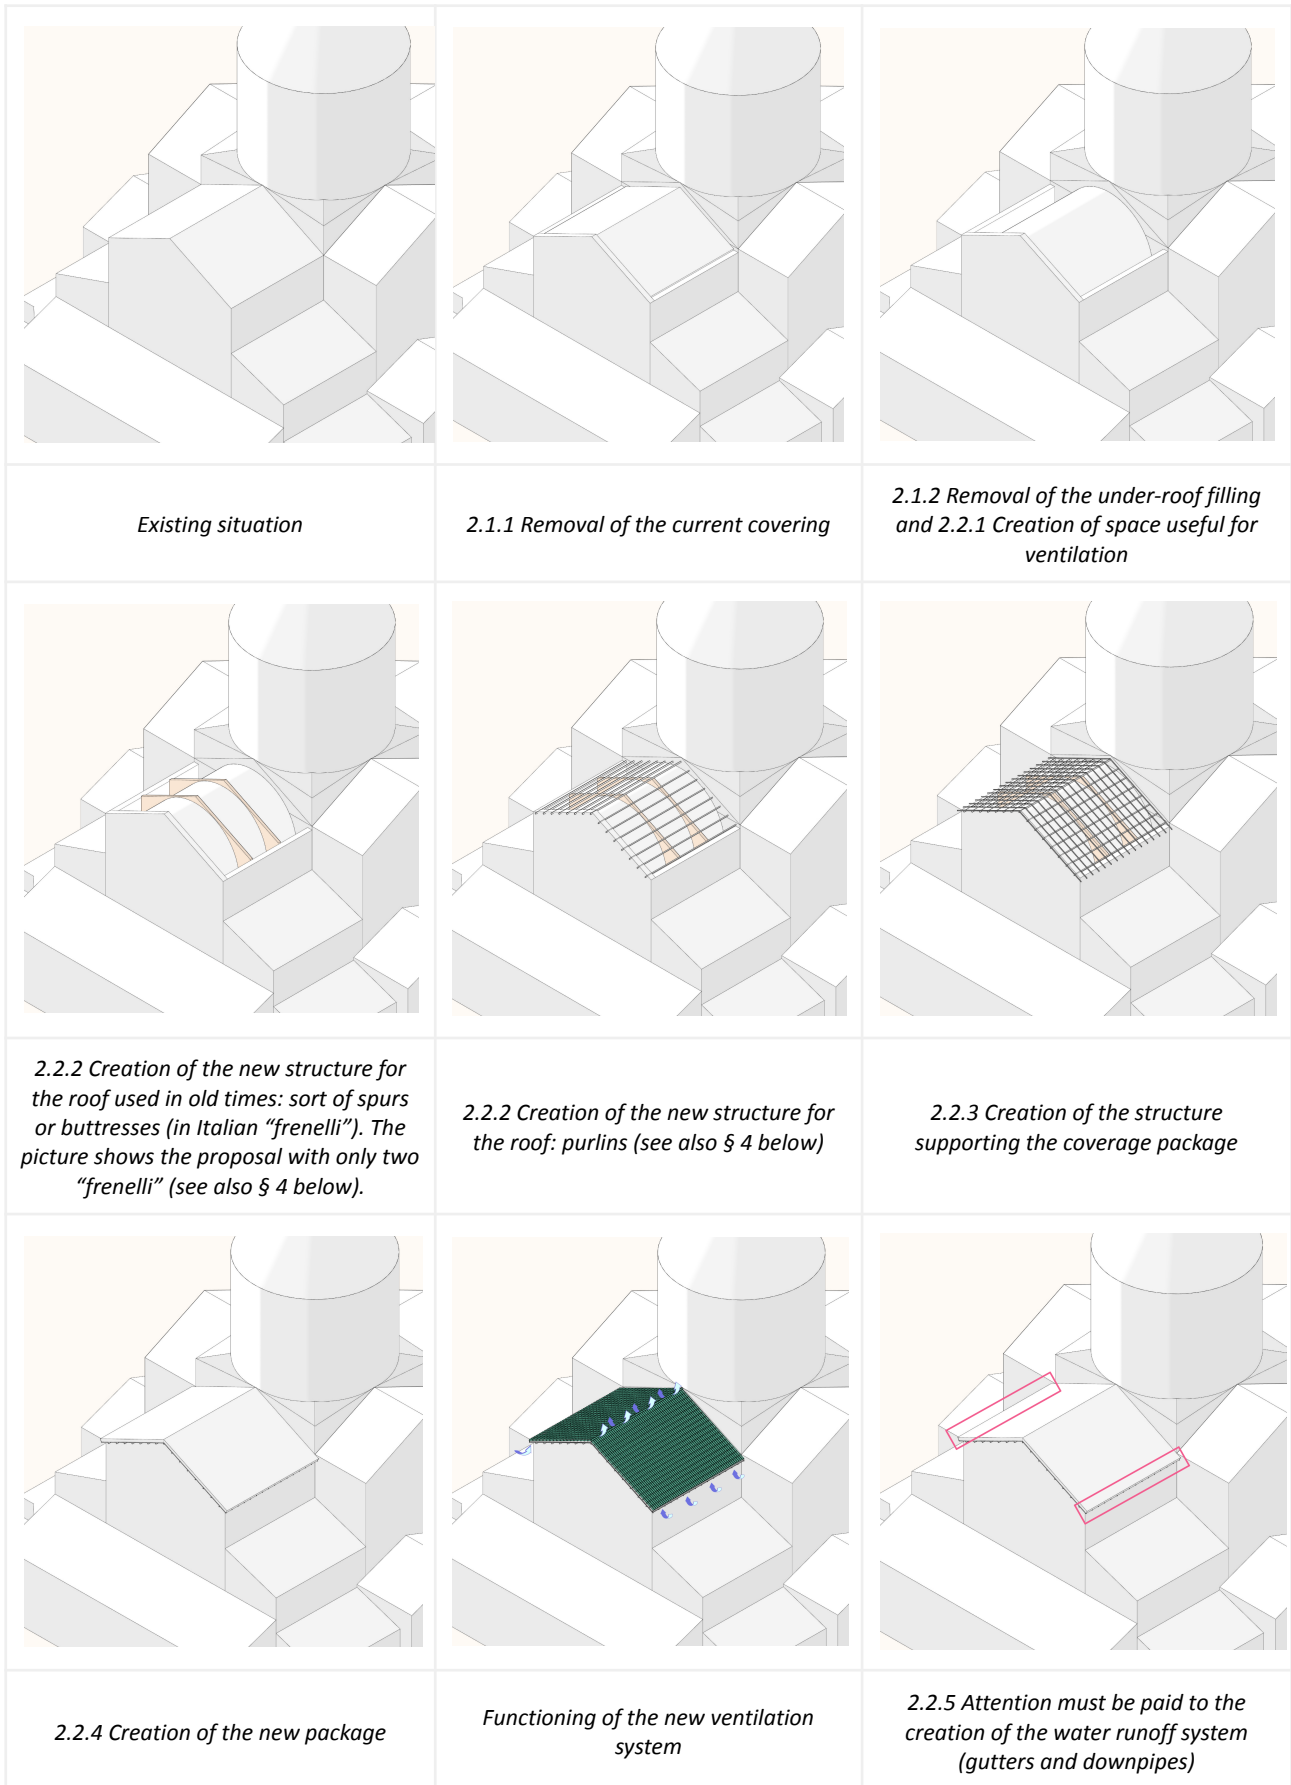 Existing situation
2.1.1 Removal of the current covering
2.1.2 Removal of the under-roof filling
and 2.2.1 Creation of space useful for
ventilation
2.2.2 Creation of the new structure for
the roof used in old times: sort of spurs
or buttresses (in Italian “frenelli”). The
picture shows the proposal with only two
“frenelli” (see also § 4 below).
2.2.2 Creation of the new structure for
the roof: purlins (see also § 4 below)
2.2.3 Creation of the structure
supporting the coverage package
2.2.4 Creation of the new package
Functioning of the new ventilation
system
2.2.5 Attention must be paid to the
creation of the water runoff system
(gutters and downpipes)